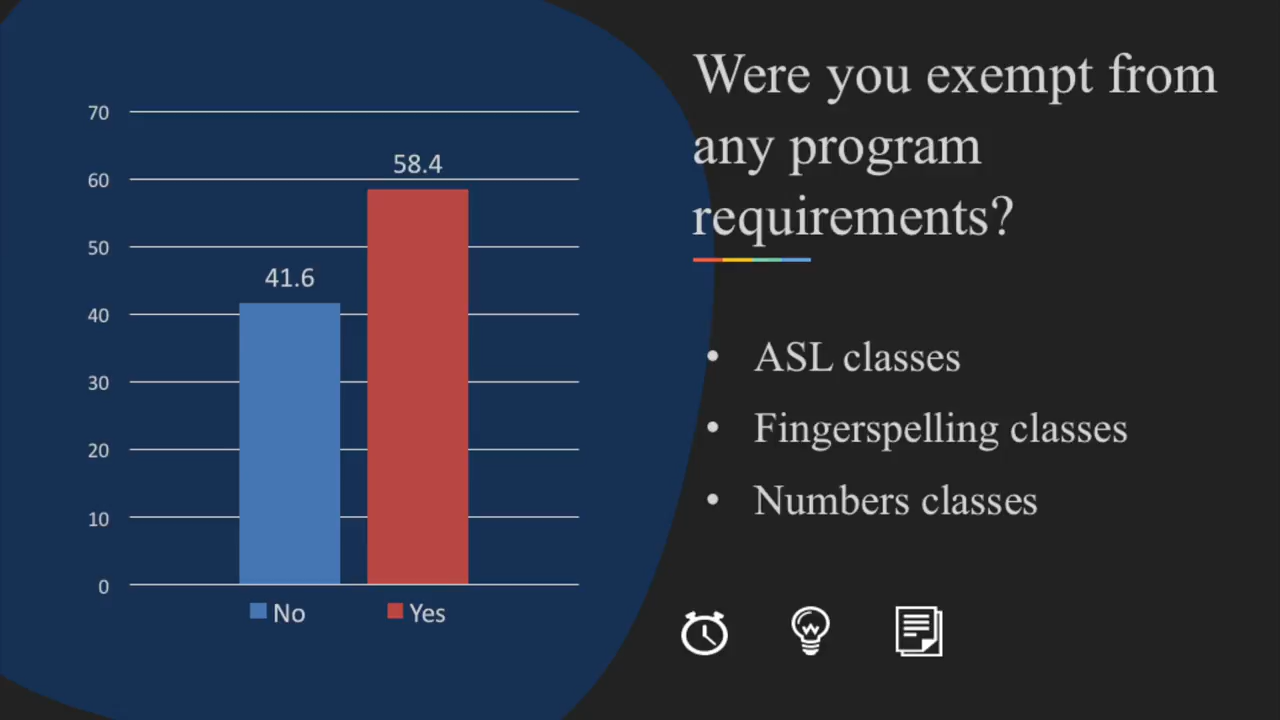 Were you exempt from
any program
requirements?
• ASL classes
• Fingerspelling classes
• Numbers classes
70
60
50
40
30
20
10
0
41.6
58.4
No
Yes